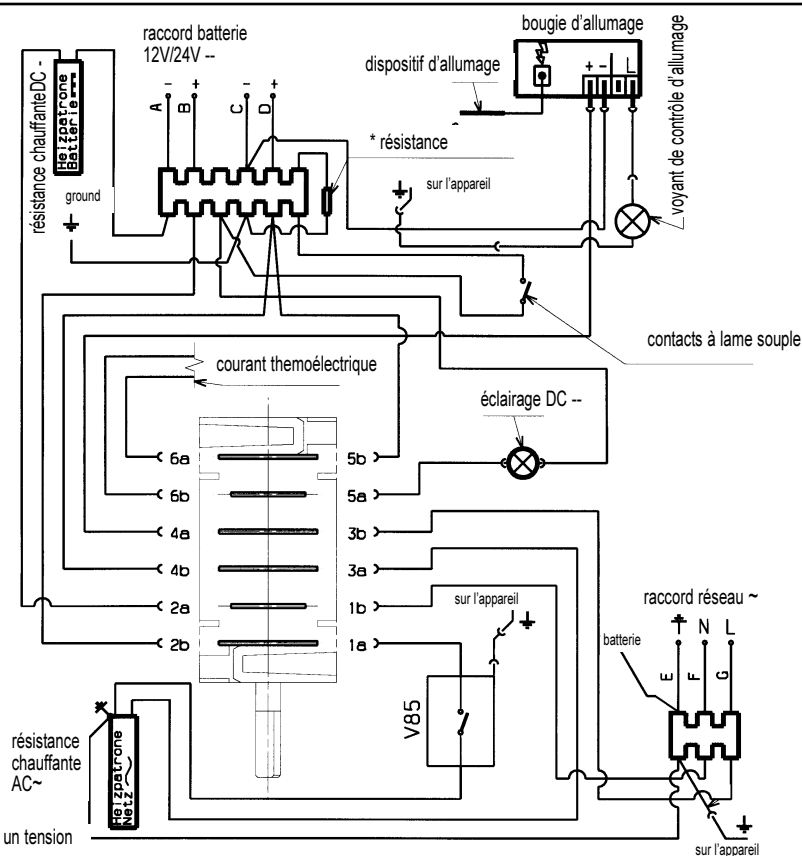 raccord batterie
12V/24V --
bougie d'allumage
dispositif d'allumage
voyant de contrôle d'allumage
résistance chauffante DC -
Heizpatrone
Batterie
- + - +
A B C D
+ - L
* résistance
ground
sur l'appareil
contacts à lame souple
courant themoélectrique
éclairage DC --
6a 5b
6b 5a
4a 3b
4b 3a
2a 1b
2b 1a
sur l'appareil
raccord réseau ~
N L
batterie
E F G
V85
résistance
chauffante
AC~
Heizpatrone
Netz
un tension
sur l'appareil